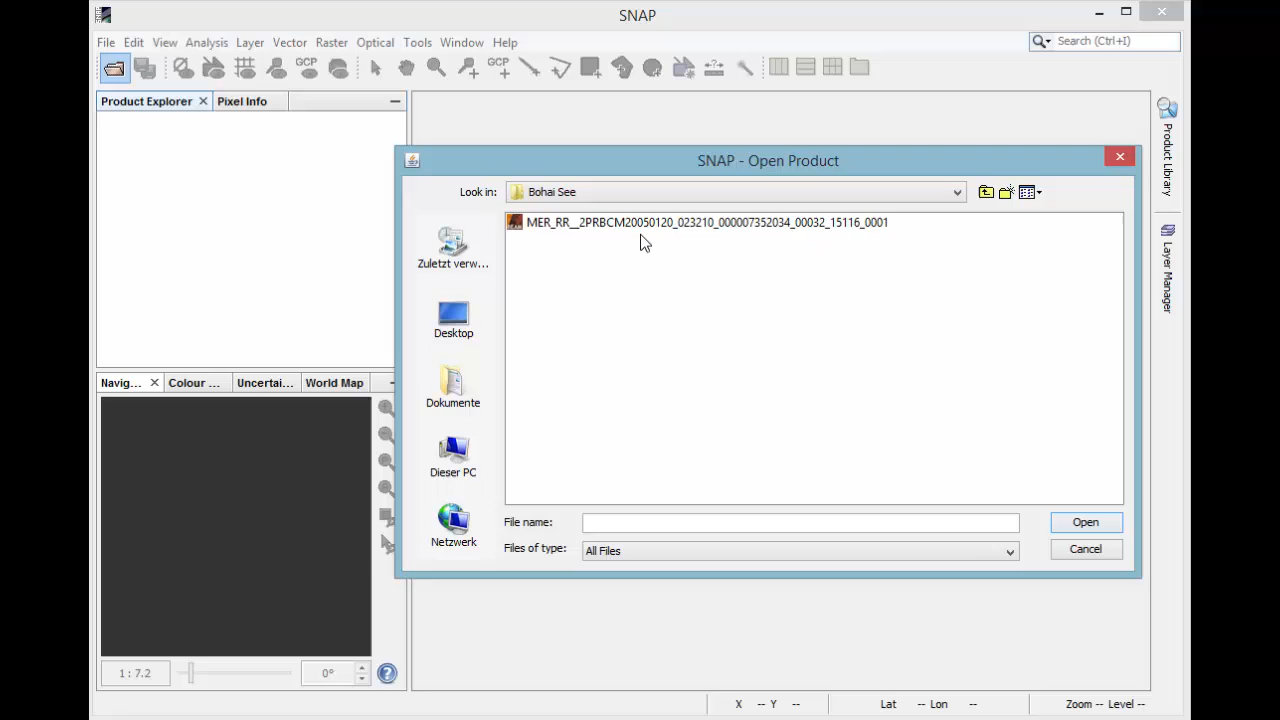 SNAP
File Edit View Analysis Layer Vector Raster Optical Tools Window Help
Search (Ctrl+I)
GCP GCP
Product Explorer Pixel Info
SNAP - Open Product
Look in: Bohai See
MER_RR__2PRBCM20050120_023210_000007352034_00032_15116_0001
Zuletzt verw...
Desktop
Dokumente
Dieser PC
Netzwerk
File name: Open
Files of type: All Files Cancel
Product Library
Layer Manager
Navig... Colour ... Uncertai... World Map
1 : 7.2 0°
X -- Y -- Lat -- Lon -- Zoom -- Level --